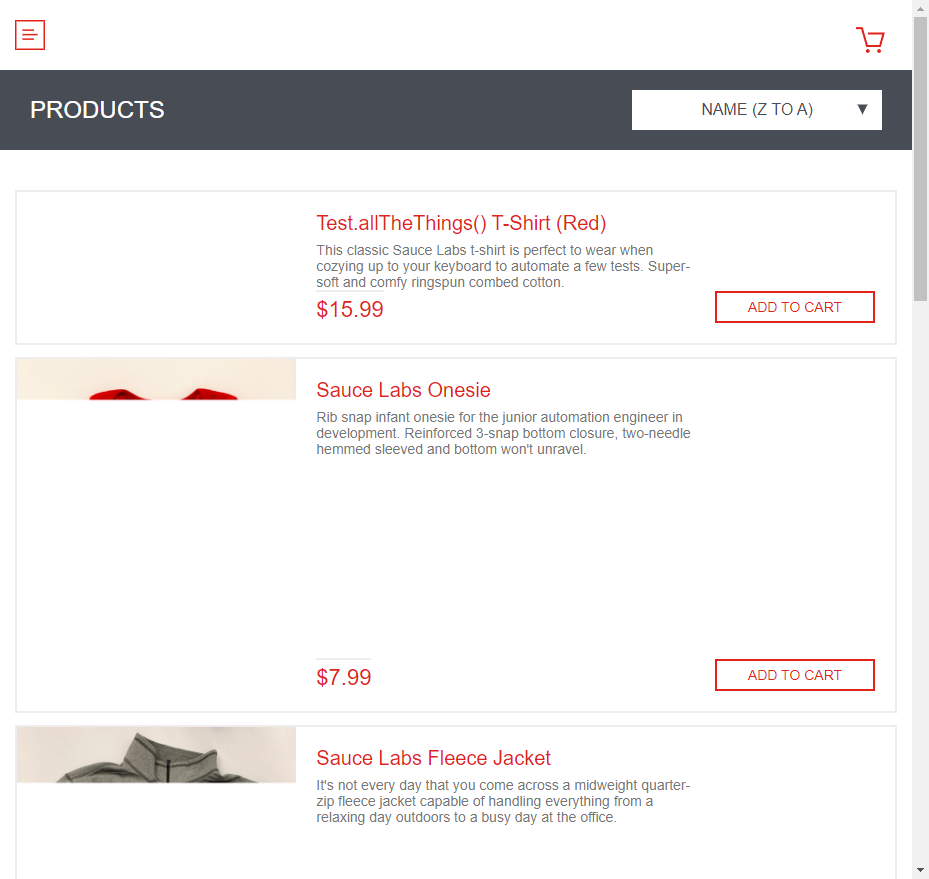 PRODUCTS
NAME (Z TO A)
Test.allTheThings() T-Shirt (Red)
This classic Sauce Labs t-shirt is perfect to wear when
cozying up to your keyboard to automate a few tests. Super-
soft and comfy ringspun combed cotton.
$15.99
ADD TO CART
Sauce Labs Onesie
Rib snap infant onesie for the junior automation engineer in
development. Reinforced 3-snap bottom closure, two-needle
hemmed sleeved and bottom won't unravel.
$7.99
ADD TO CART
Sauce Labs Fleece Jacket
It's not every day that you come across a midweight quarter-
zip fleece jacket capable of handling everything from a
relaxing day outdoors to a busy day at the office.